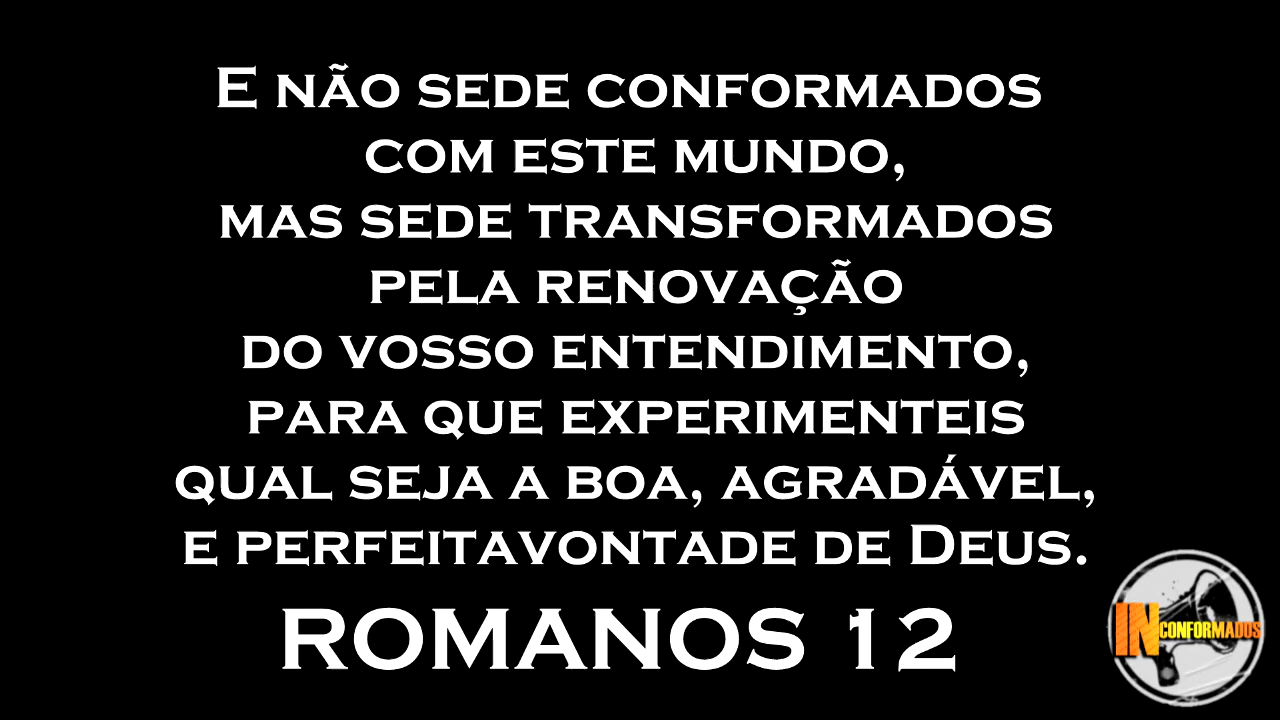 E não sede conformados
com este mundo,
mas sede transformados
pela renovação
do vosso entendimento,
para que experimenteis
qual seja a boa, agradável,
e perfeitavontade de Deus.
ROMANOS 12
INCONFORMADOS